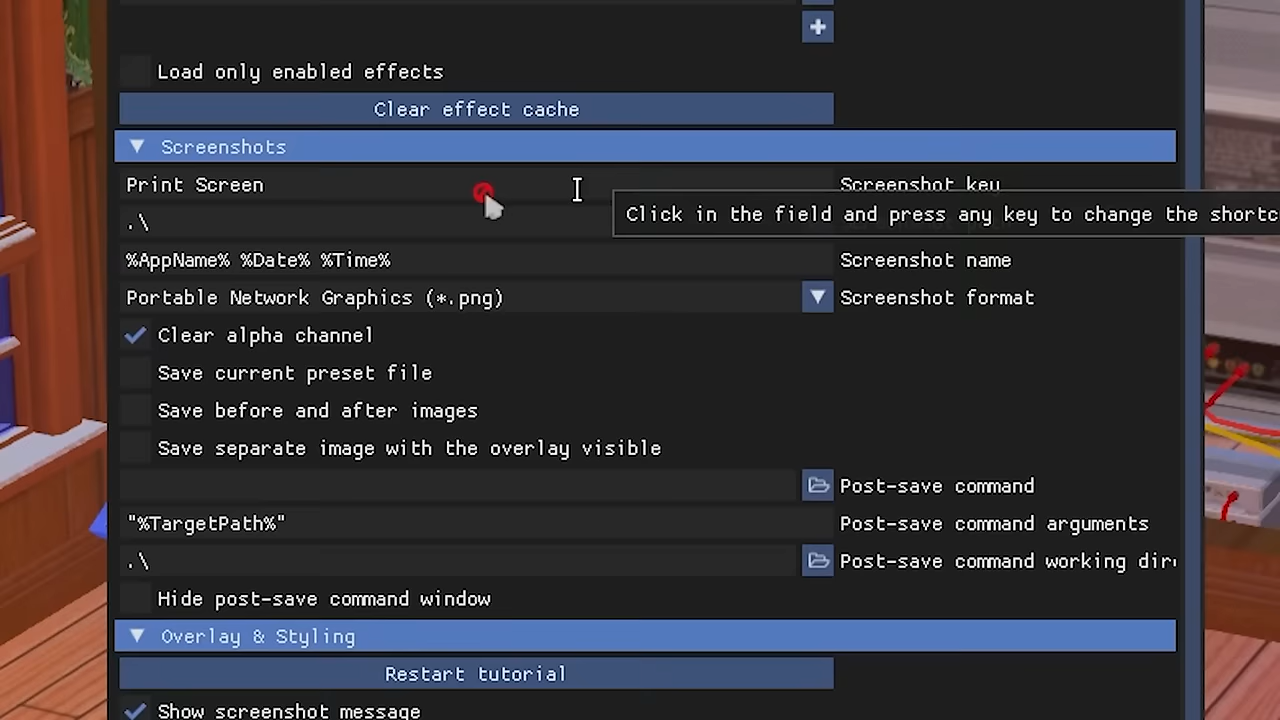 Load only enabled effects
Clear effect cache
Screenshots
Print Screen Screenshot key
Click in the field and press any key to change the shortc
.\
%AppName% %Date% %Time% Screenshot name
Portable Network Graphics (*.png) Screenshot format
Clear alpha channel
Save current preset file
Save before and after images
Save separate image with the overlay visible
Post-save command
"%TargetPath%" Post-save command arguments
.\ Post-save command working dir
Hide post-save command window
Overlay & Styling
Restart tutorial
Show screenshot message